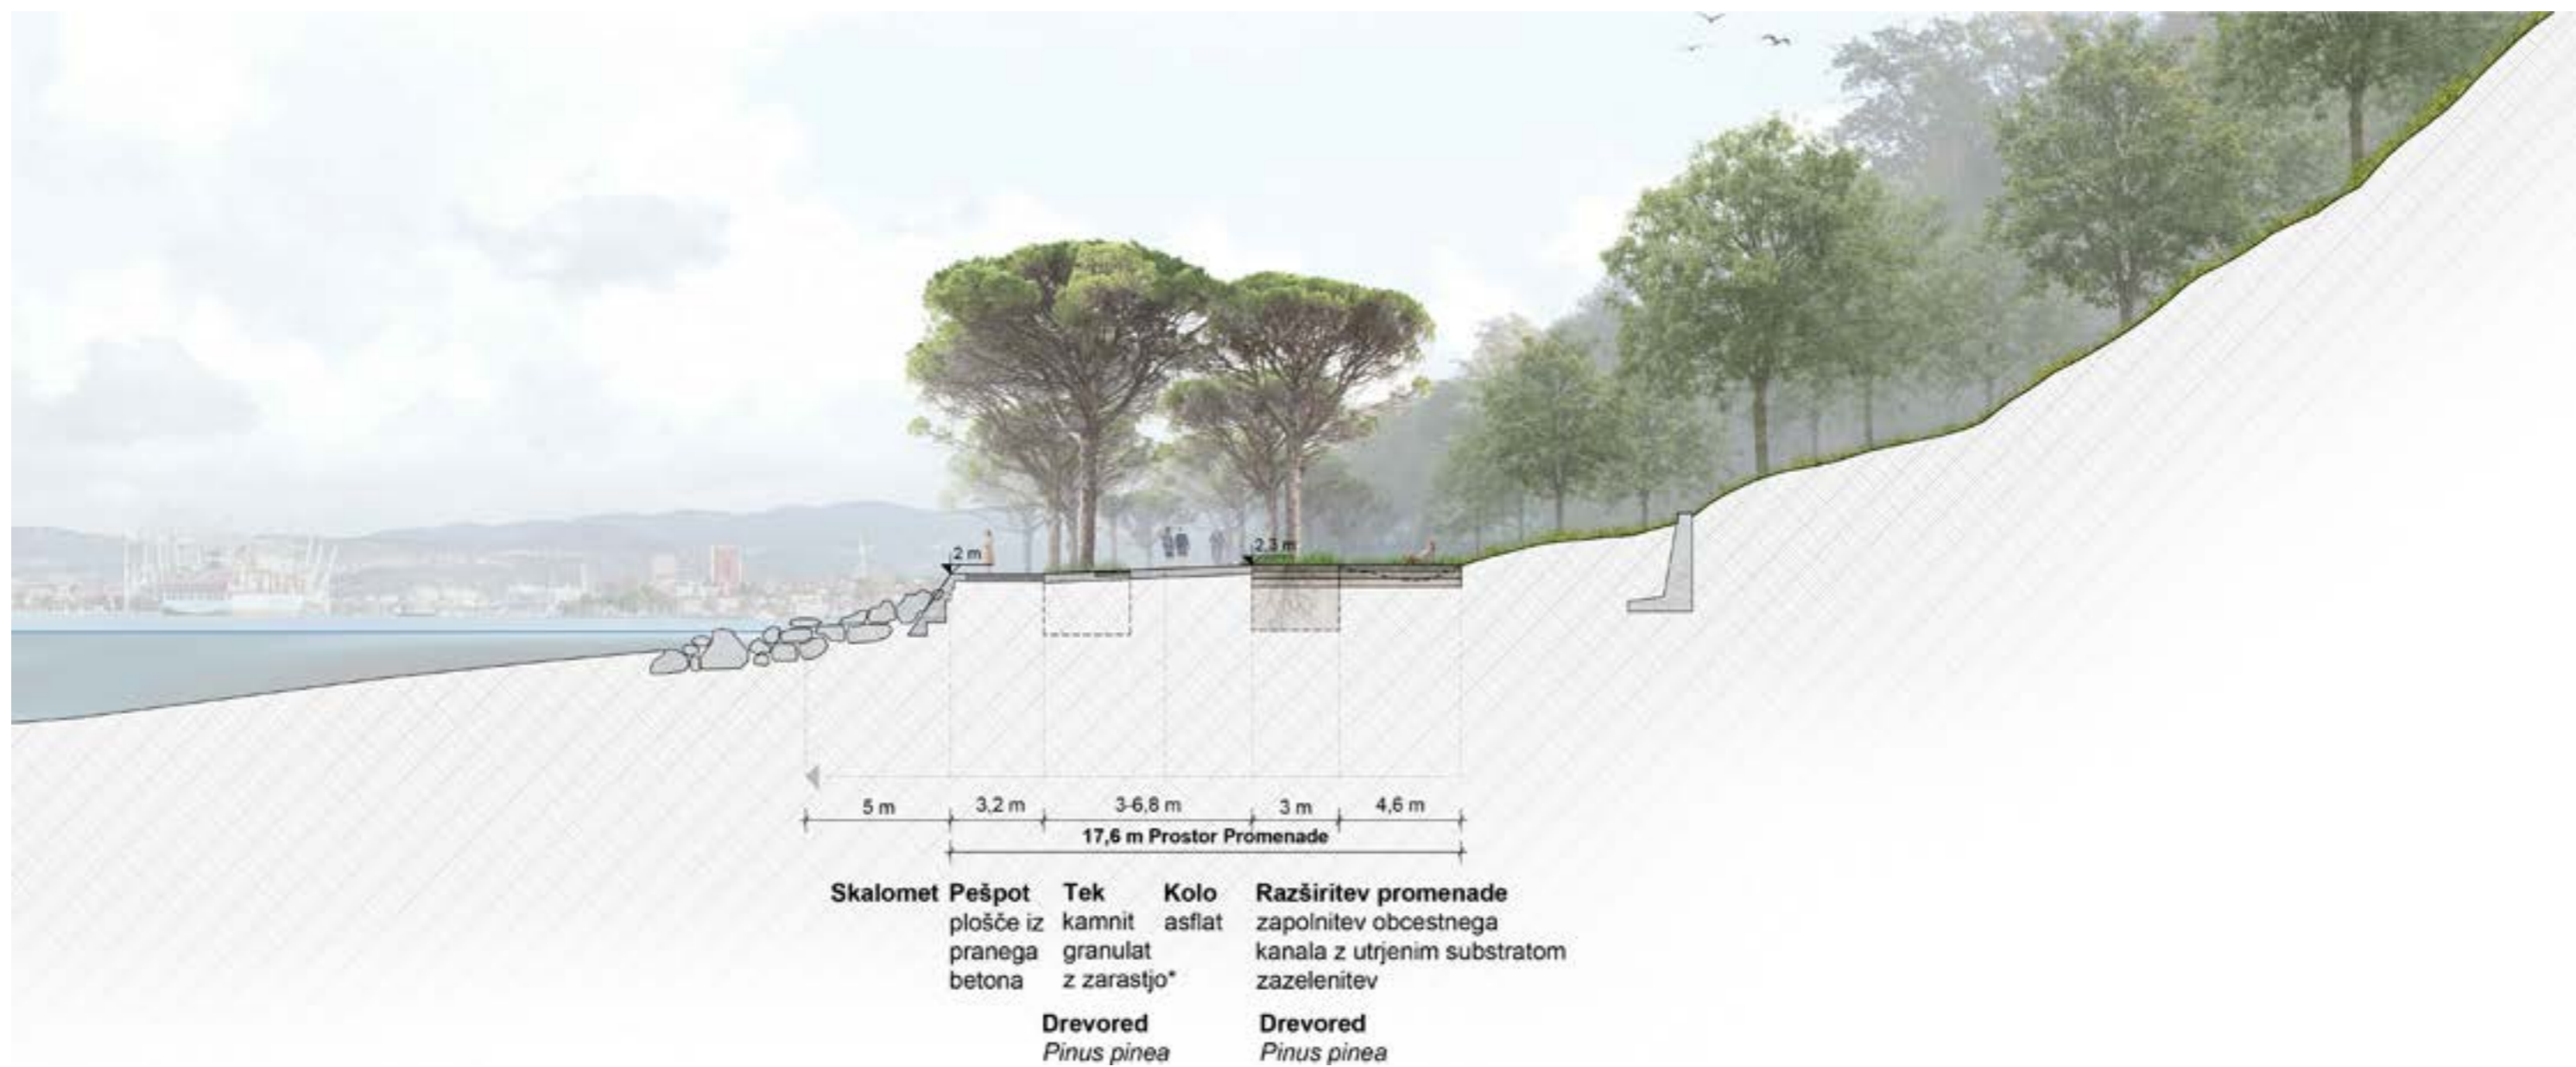 2 m
2,3 m
5 m
3,2 m
3-6,8 m
3 m
4,6 m
17,6 m Prostor Promenade
Skalomet
Pešpot
plošče iz
pranega
betona
Tek
kamnit
granulat
z zarastjo*
Kolo
asflat
Razširitev promenade
zapolnitev obcestnega
kanala z utrjenim substratom
zazelenitev
Drevored
Pinus pinea
Drevored
Pinus pinea